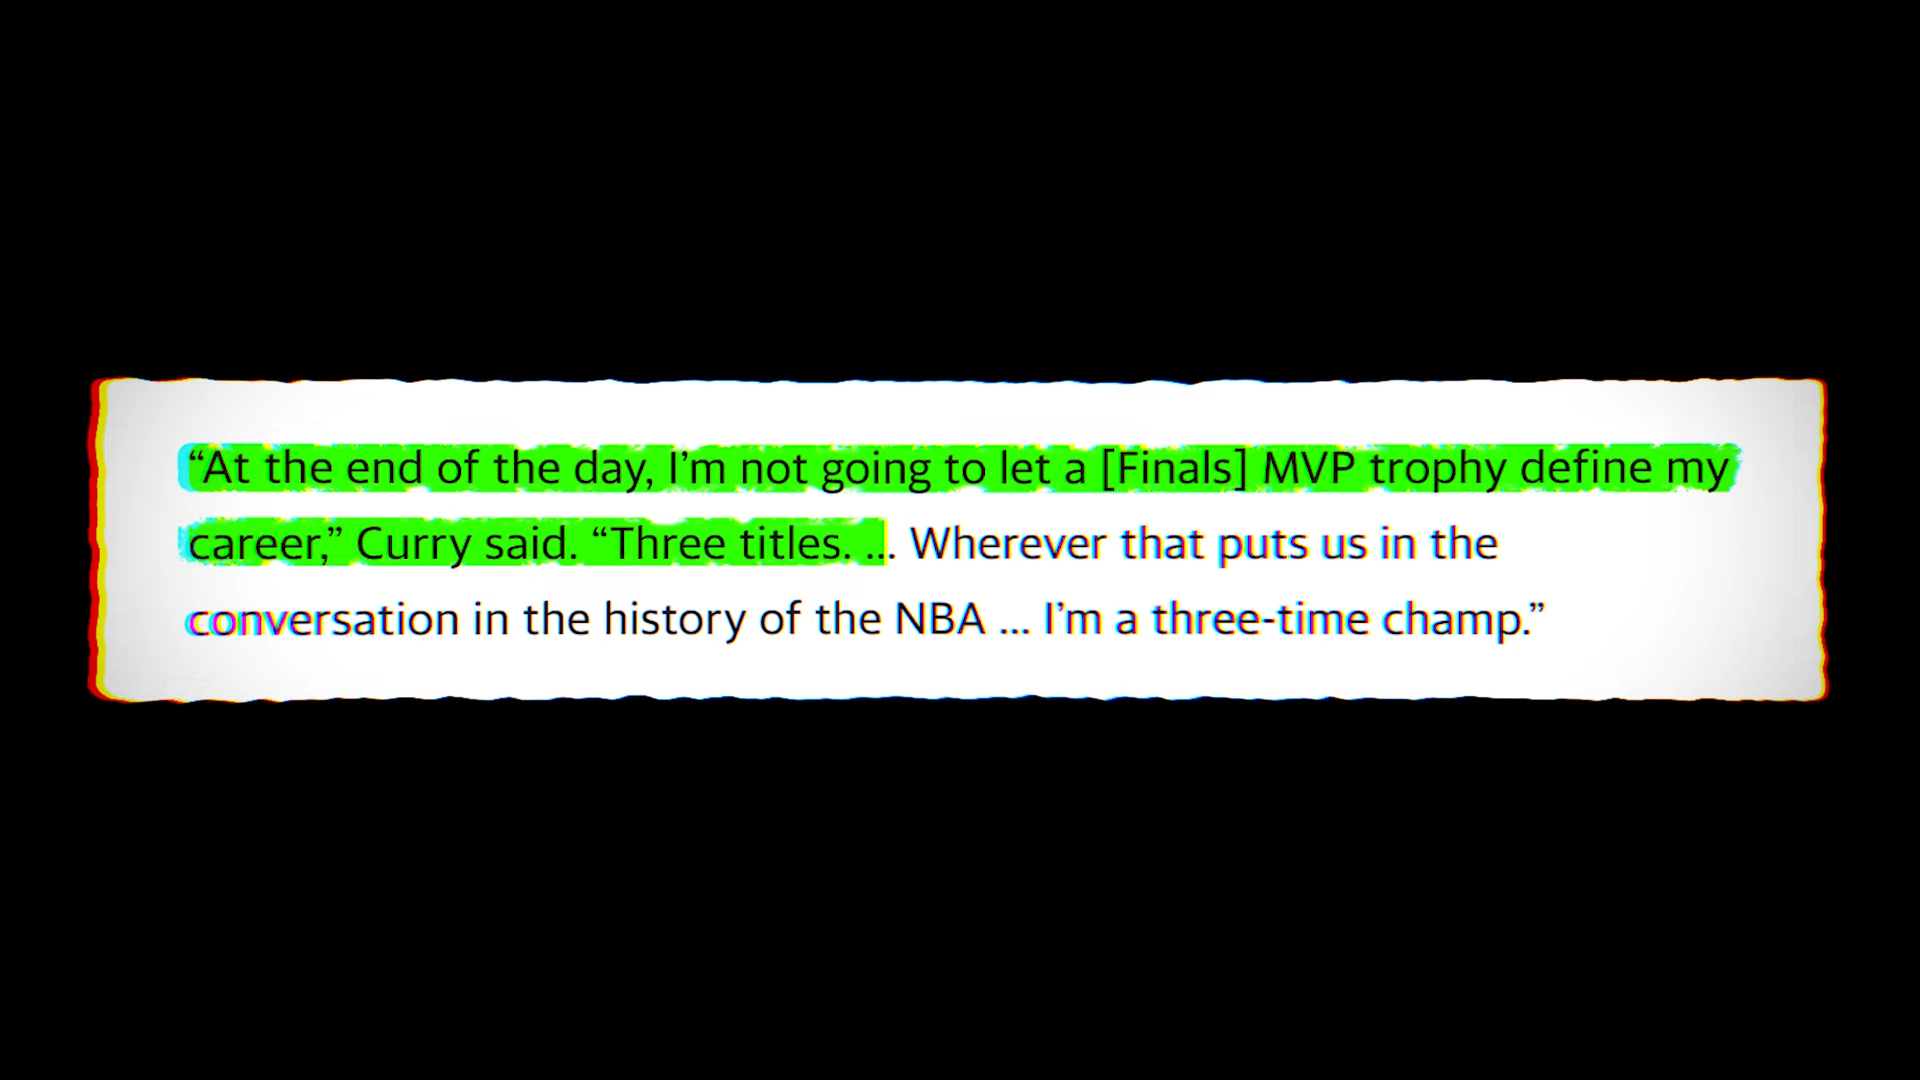 “At the end of the day, I’m not going to let a [Finals] MVP trophy define my
career,” Curry said. “Three titles. ... Wherever that puts us in the
conversation in the history of the NBA ... I’m a three-time champ.”